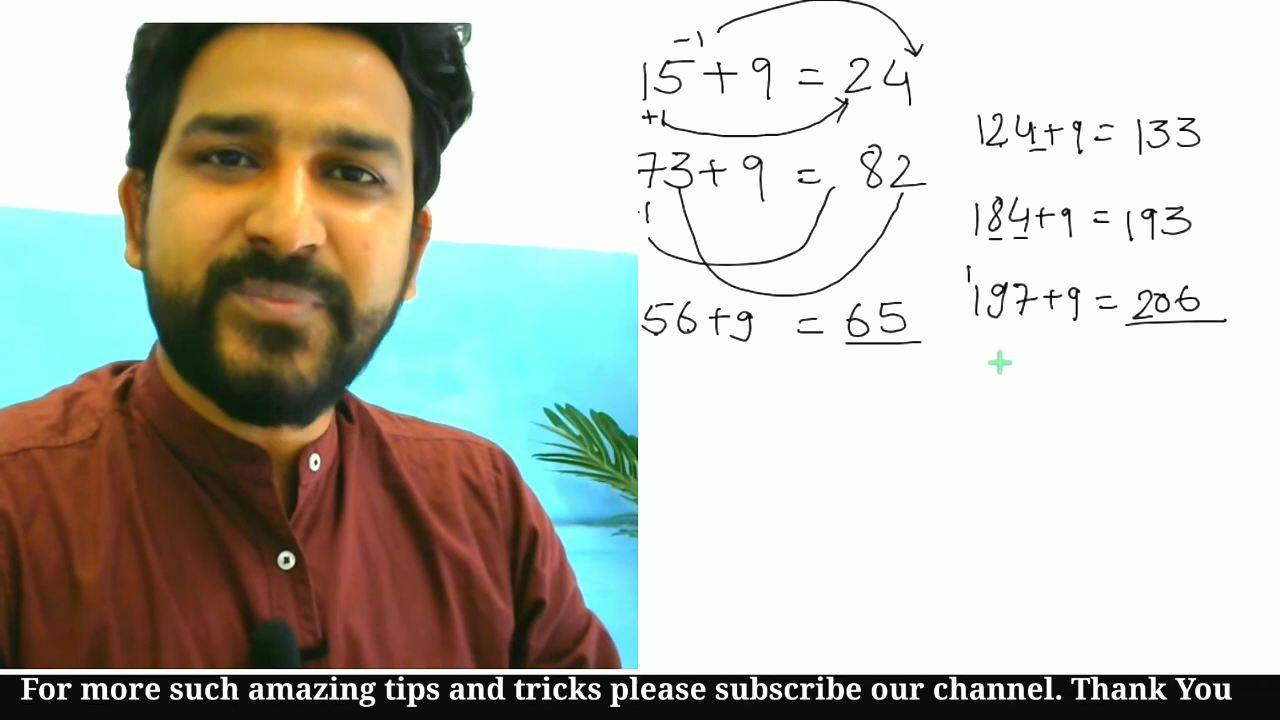 -1
15 + 9 = 24
+1
73 + 9 = 82
1
56 + 9 = 65
124 + 9 = 133
184 + 9 = 193
1
197 + 9 = 206
For more such amazing tips and tricks please subscribe our channel. Thank You